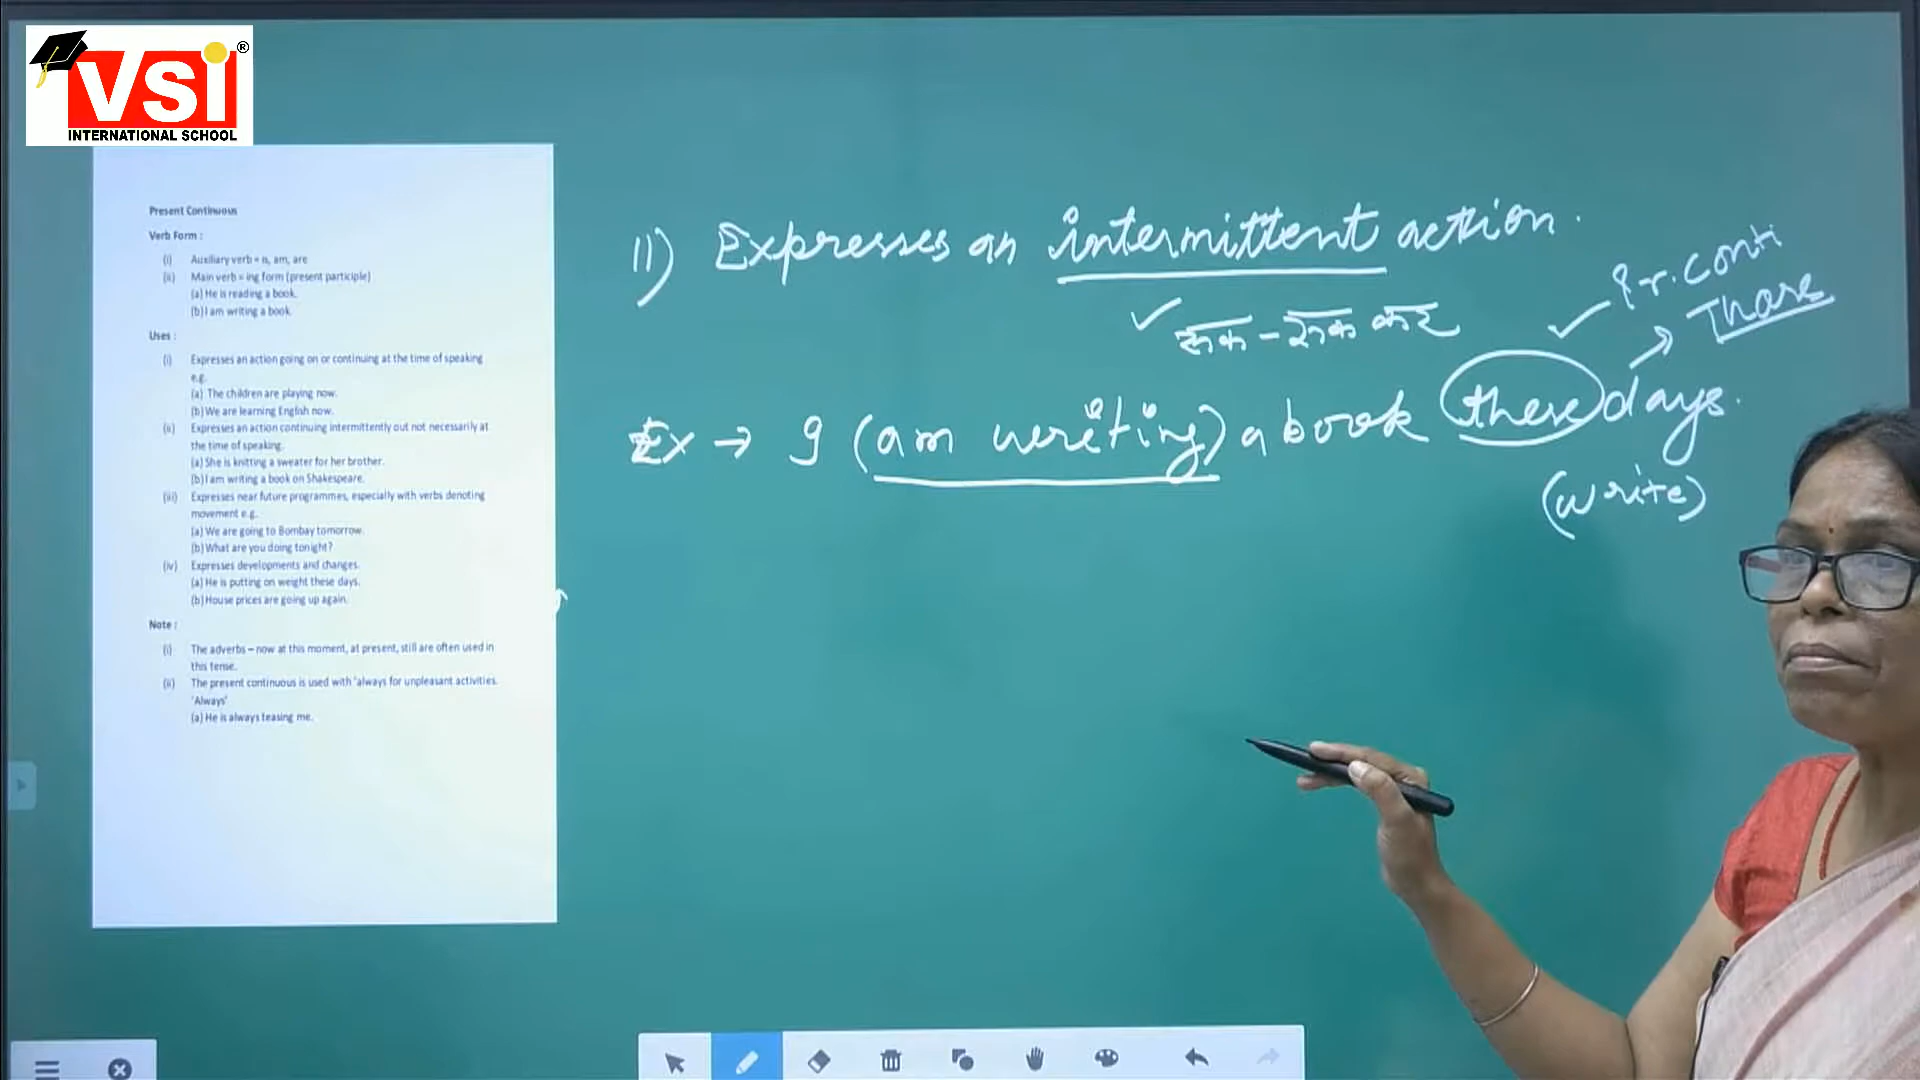 VSI®
INTERNATIONAL SCHOOL
Present Continuous
Verb Form :
(i) Auxiliary verb = is, am, are
(ii) Main verb = ing form (present participle)
(a) He is reading a book.
(b) I am writing a book.
Uses :
(i) Expresses an action going on or continuing at the time of speaking
e.g.
(a) The children are playing now.
(b) We are learning English now.
(ii) Expresses an action continuing intermittently but not necessarily at
the time of speaking.
(a) She is knitting a sweater for her brother.
(b) I am writing a book on Shakespeare.
(iii) Expresses near future programmes, especially with verbs denoting
movement e.g.
(a) We are going to Bombay tomorrow.
(b) What are you doing tonight?
(iv) Expresses developments and changes.
(a) He is putting on weight these days.
(b) House prices are going up again.
Note :
(i) The adverbs – now at this moment, at present, still are often used in
this tense.
(ii) The present continuous is used with 'always for unpleasant activities.
'Always'
(a) He is always teasing me.
II) Expresses an intermittent action.
रुक-रुक कर
Pr. conti
Those
Ex → I (am writing) a book these days.
(write)